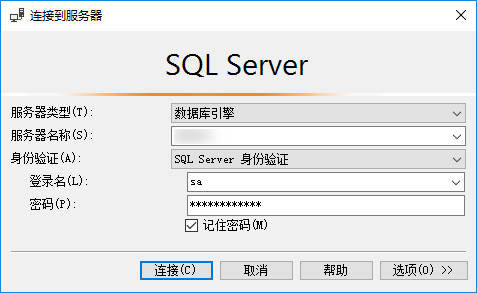 连接到服务器
SQL Server
服务器类型(T):
数据库引擎
服务器名称(S):
身份验证(A):
SQL Server 身份验证
登录名(L):
sa
密码(P):
************
记住密码(M)
连接(C)
取消
帮助
选项(O) >>